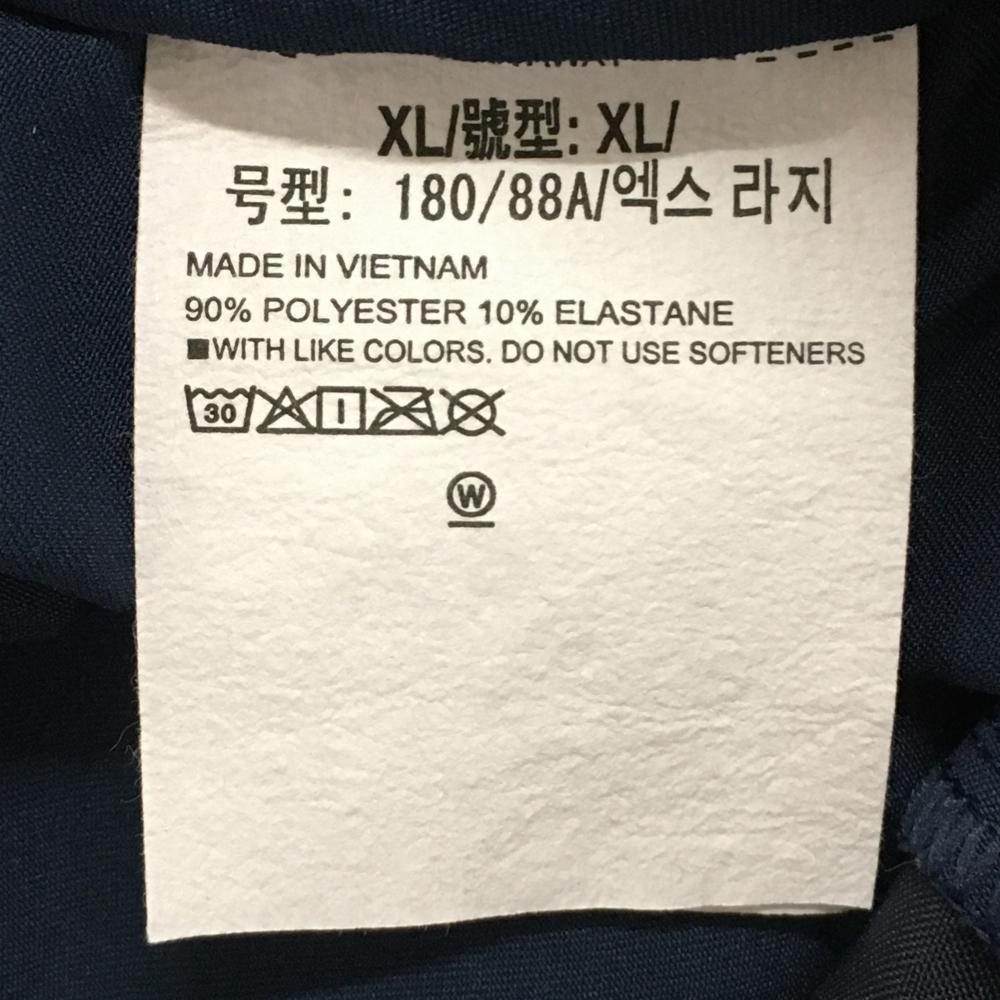 XL/號型: XL/
号型: 180/88A/엑스 라지
MADE IN VIETNAM
90% POLYESTER 10% ELASTANE
■WITH LIKE COLORS. DO NOT USE SOFTENERS
30
W